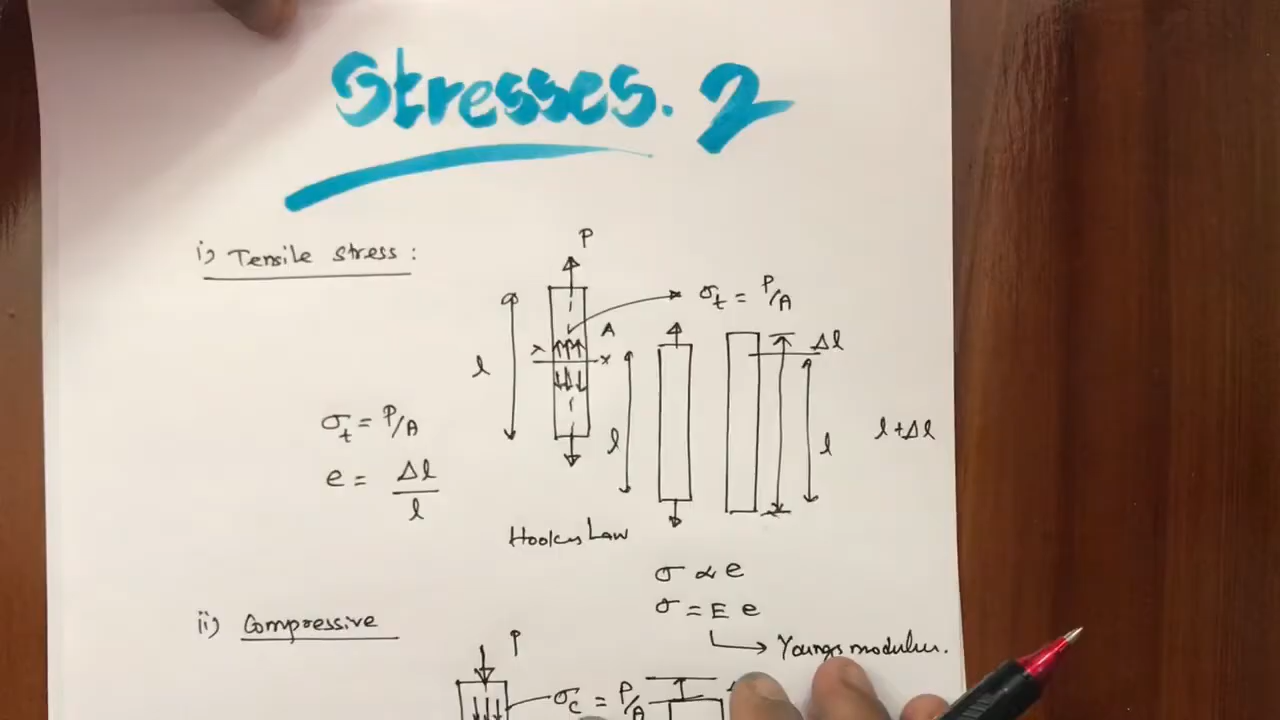 Stresses. 2
i) Tensile stress:
P
σt = P/A
A
Δl
l
x x
l
l
l+Δl
σt = P/A
e = Δl/l
Hookes Law
σ ∝ e
σ = E e
Youngs modulus.
ii) Compressive
P
σc = P/A